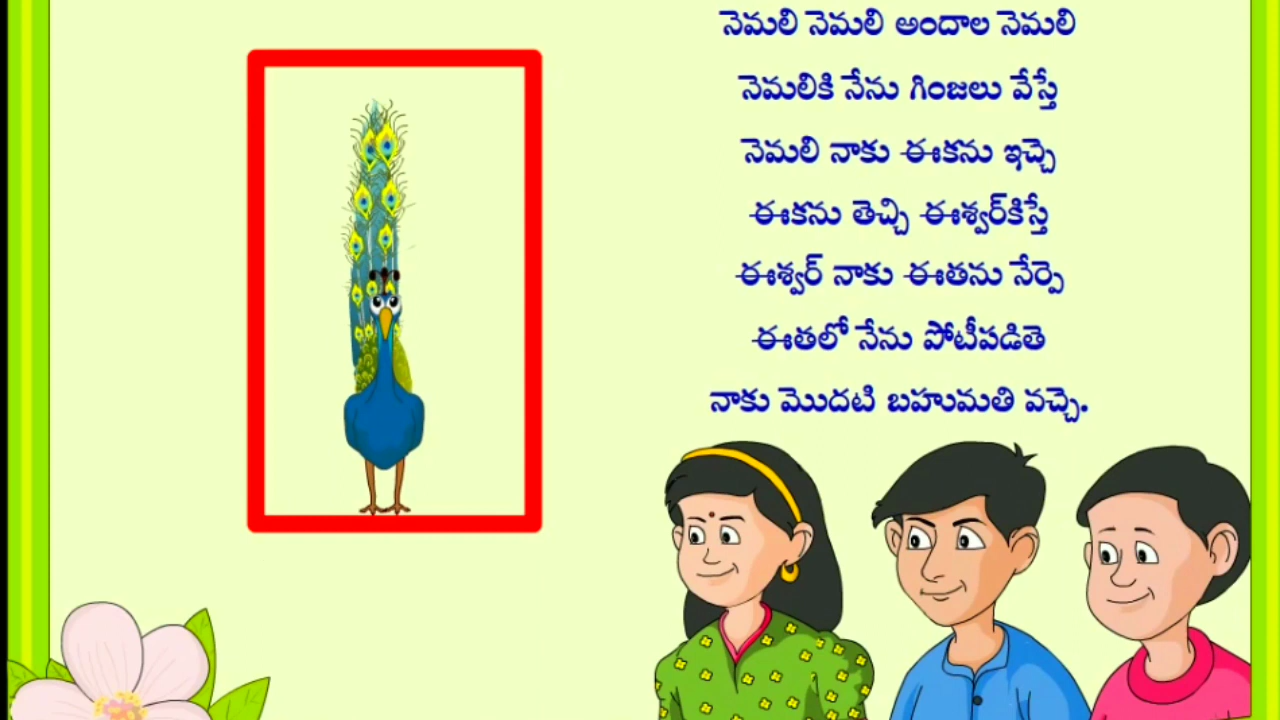 నెమలి నెమలి అందాల నెమలి
నెమలికి నేను గింజలు వేస్తే
నెమలి నాకు ఈకను ఇచ్చె
ఈకను తెచ్చి ఈశ్వర్‌కిస్తే
ఈశ్వర్ నాకు ఈతను నేర్పె
ఈతలో నేను పోటీపడితె
నాకు మొదటి బహుమతి వచ్చె.